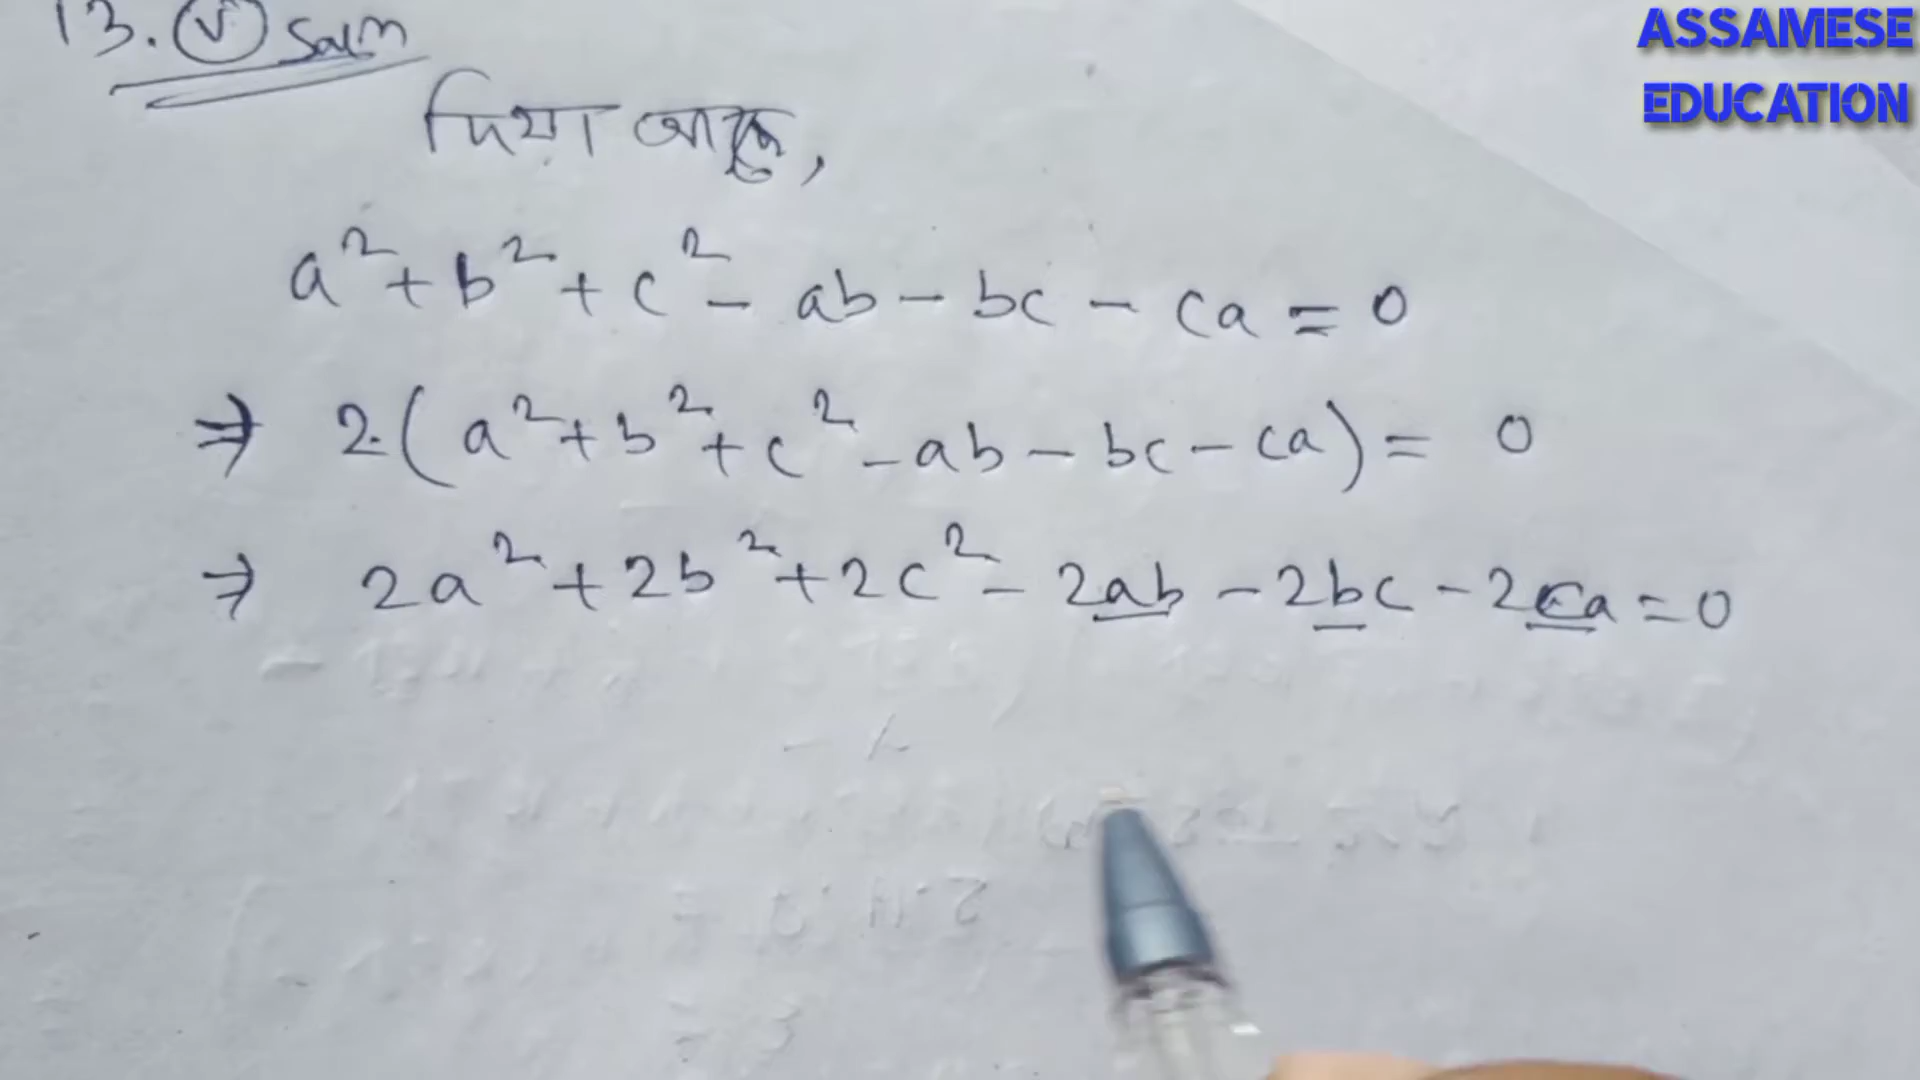 13. (v) Soln
ASSAMESE
EDUCATION
দিয়া আছে,
a² + b² + c² - ab - bc - ca = 0
⇒ 2(a² + b² + c² - ab - bc - ca) = 0
⇒ 2a² + 2b² + 2c² - 2ab - 2bc - 2ca = 0